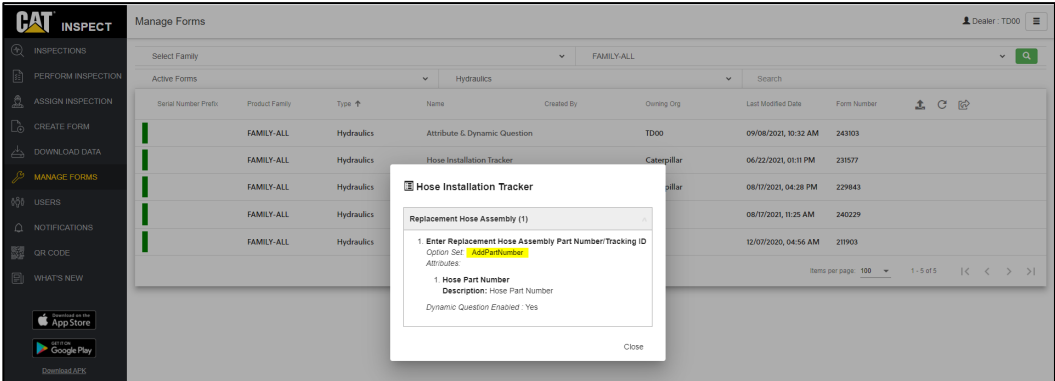 CAT INSPECT
Manage Forms
Dealer : TD00
INSPECTIONS
PERFORM INSPECTION
ASSIGN INSPECTION
CREATE FORM
DOWNLOAD DATA
MANAGE FORMS
USERS
NOTIFICATIONS
QR CODE
WHAT'S NEW
Download on the
App Store
GET IT ON
Google Play
Download APK
Select Family
FAMILY-ALL
Active Forms
Hydraulics
Search
Serial Number Prefix Product Family Type Name Created By Owning Org Last Modified Date Form Number
FAMILY-ALL Hydraulics Attribute & Dynamic Question TD00 09/08/2021, 10:32 AM 243103
FAMILY-ALL Hydraulics Hose Installation Tracker Caterpillar 06/22/2021, 01:11 PM 231577
FAMILY-ALL Hydraulics pillar 08/17/2021, 04:28 PM 229843
FAMILY-ALL Hydraulics 08/17/2021, 11:25 AM 240229
FAMILY-ALL Hydraulics 12/07/2020, 04:56 AM 211903
Items per page: 100 1 - 5 of 5
Hose Installation Tracker
Replacement Hose Assembly (1)
1. Enter Replacement Hose Assembly Part Number/Tracking ID
Option Set: AddPartNumber
Attributes:
1. Hose Part Number
Description: Hose Part Number
Dynamic Question Enabled : Yes
Close